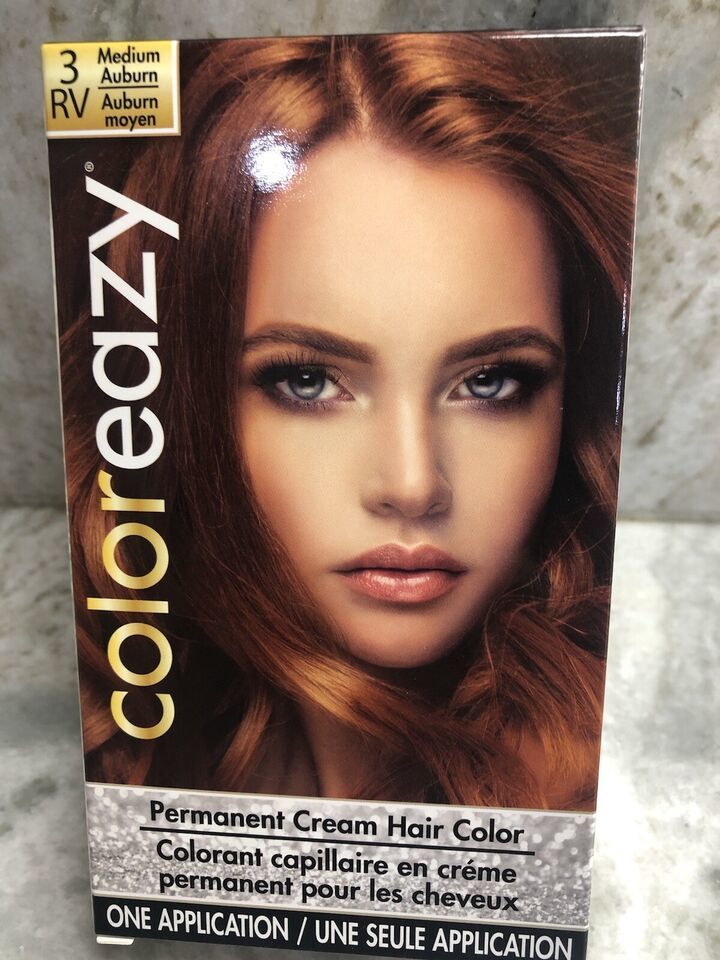 3
RV
Medium
Auburn
Auburn
moyen
coloreazy®
Permanent Cream Hair Color
Colorant capillaire en créme
permanent pour les cheveux
ONE APPLICATION / UNE SEULE APPLICATION